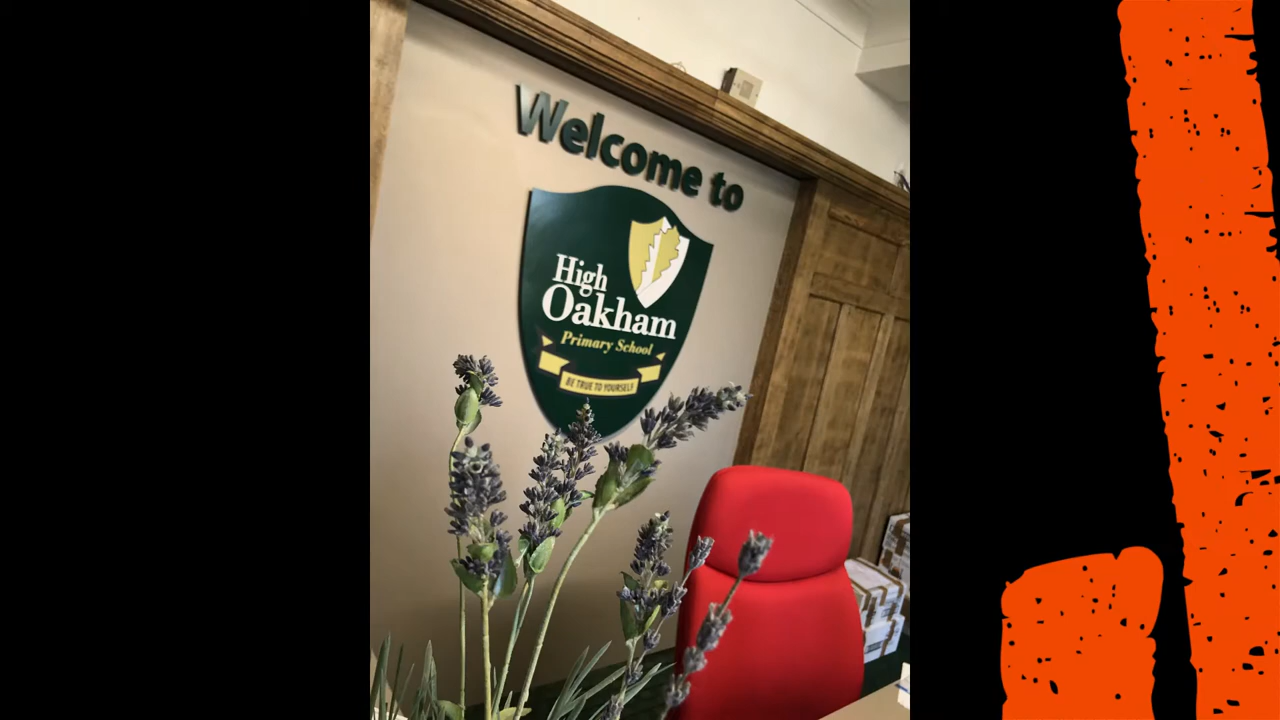 Welcome to
High
Oakham
Primary School
BE TRUE TO YOURSELF